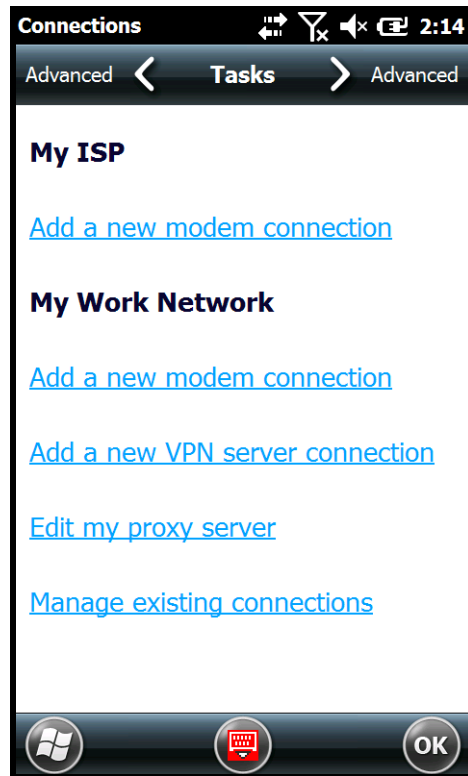 Connections 2:14
Advanced Tasks Advanced
My ISP
Add a new modem connection
My Work Network
Add a new modem connection
Add a new VPN server connection
Edit my proxy server
Manage existing connections
OK